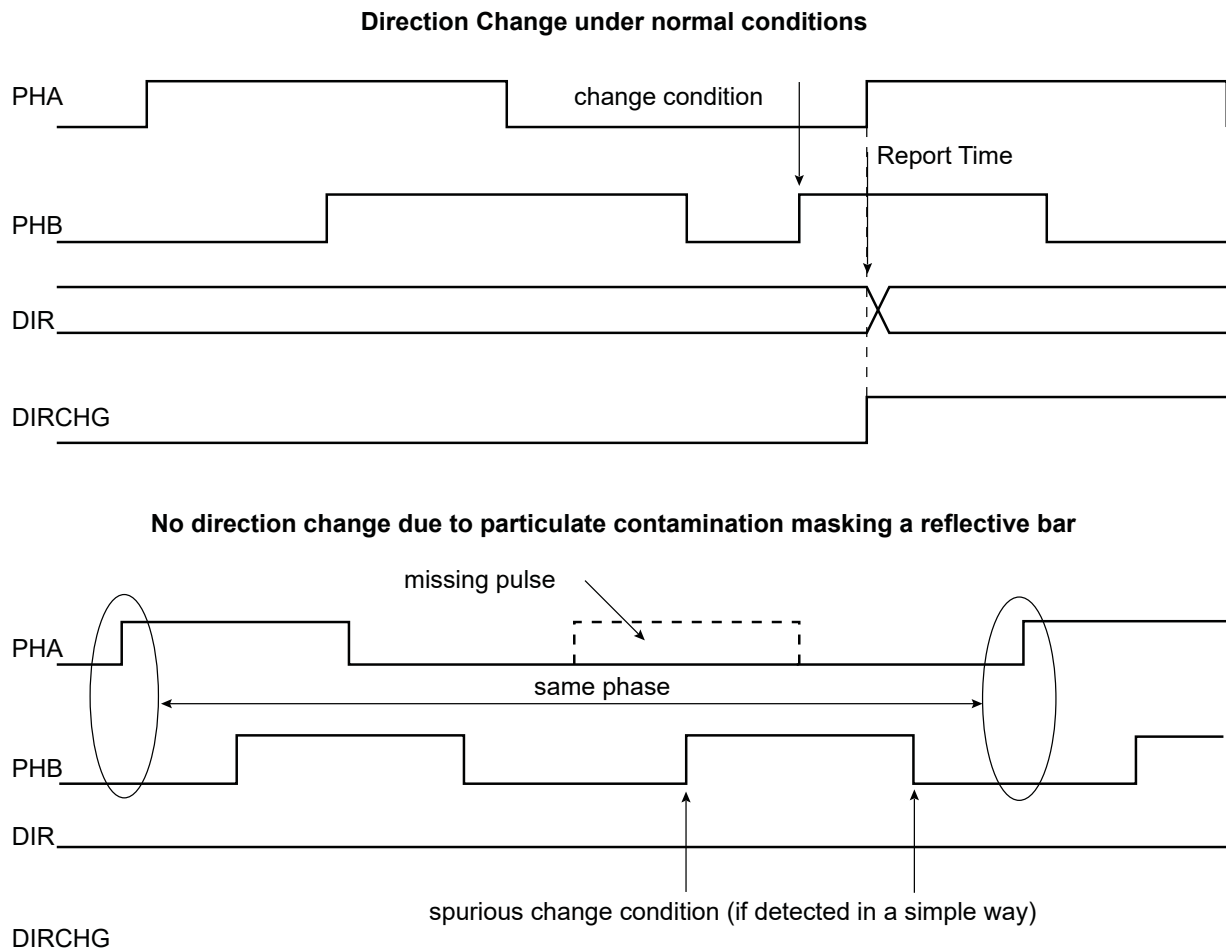 Direction Change under normal conditions
PHA
change condition
Report Time
PHB
DIR
DIRCHG
No direction change due to particulate contamination masking a reflective bar
missing pulse
PHA
same phase
PHB
DIR
spurious change condition (if detected in a simple way)
DIRCHG